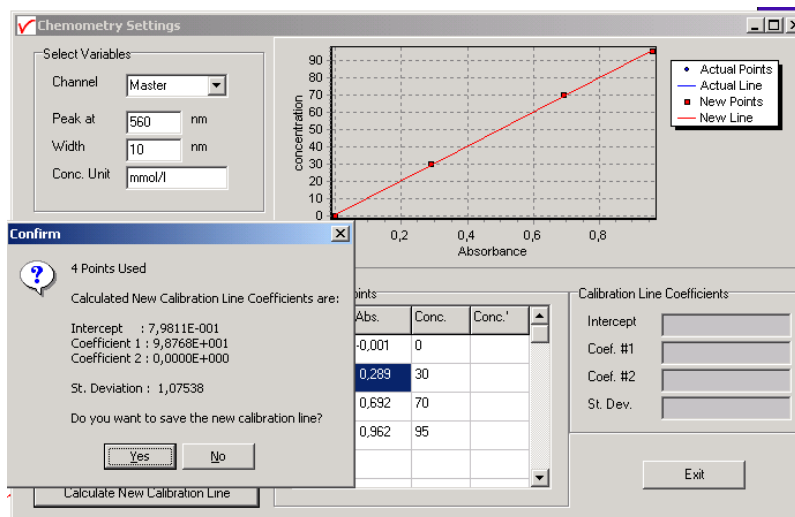 Chemometry Settings
Select Variables
Channel Master
Peak at 560 nm
Width 10 nm
Conc. Unit mmol/l
concentration
90
80
70
60
50
40
30
20
10
0
0,2 0,4 0,6 0,8
Absorbance
Actual Points
Actual Line
New Points
New Line
Confirm
4 Points Used
Calculated New Calibration Line Coefficients are:
Intercept : 7,9811E-001
Coefficient 1 : 9,8768E+001
Coefficient 2 : 0,0000E+000
St. Deviation : 1,07538
Do you want to save the new calibration line?
Yes No
Abs. Conc. Conc.'
-0,001 0
0,289 30
0,692 70
0,962 95
Calibration Line Coefficients
Intercept
Coef. #1
Coef. #2
St. Dev.
Exit
Calculate New Calibration Line